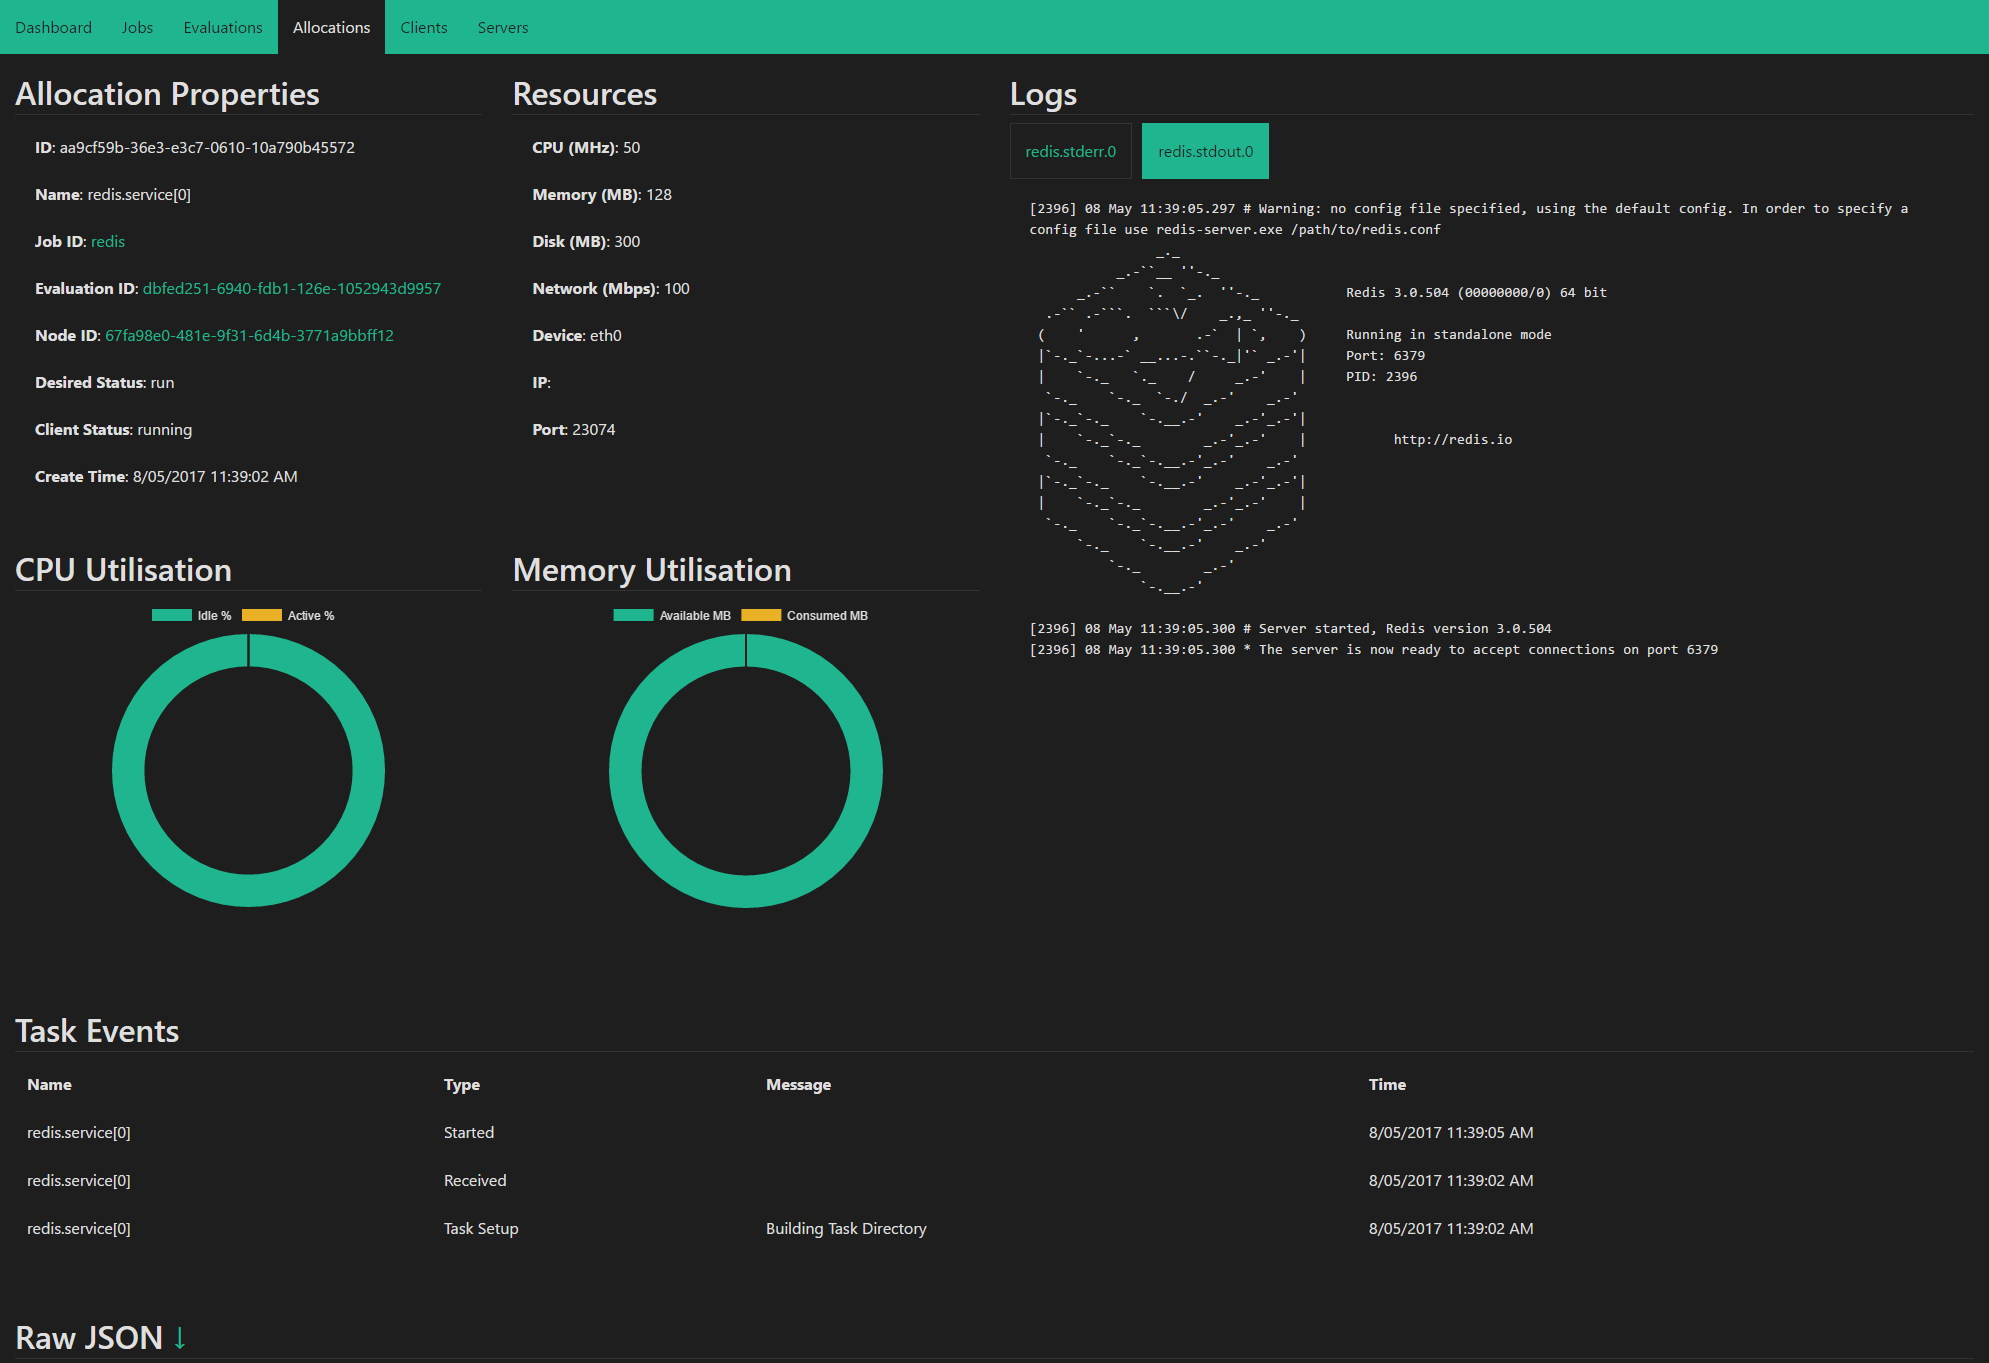 Dashboard Jobs Evaluations Allocations Clients Servers
Allocation Properties
ID: aa9cf59b-36e3-e3c7-0610-10a790b45572
Name: redis.service[0]
Job ID: redis
Evaluation ID: dbfed251-6940-fdb1-126e-1052943d9957
Node ID: 67fa98e0-481e-9f31-6d4b-3771a9bbff12
Desired Status: run
Client Status: running
Create Time: 8/05/2017 11:39:02 AM
Resources
CPU (MHz): 50
Memory (MB): 128
Disk (MB): 300
Network (Mbps): 100
Device: eth0
IP:
Port: 23074
Logs
redis.stderr.0 redis.stdout.0
[2396] 08 May 11:39:05.297 # Warning: no config file specified, using the default config. In order to specify a
config file use redis-server.exe /path/to/redis.conf
Redis 3.0.504 (00000000/0) 64 bit
Running in standalone mode
Port: 6379
PID: 2396
http://redis.io
[2396] 08 May 11:39:05.300 # Server started, Redis version 3.0.504
[2396] 08 May 11:39:05.300 * The server is now ready to accept connections on port 6379
CPU Utilisation
Idle % Active %
Memory Utilisation
Available MB Consumed MB
Task Events
Name Type Message Time
redis.service[0] Started 8/05/2017 11:39:05 AM
redis.service[0] Received 8/05/2017 11:39:02 AM
redis.service[0] Task Setup Building Task Directory 8/05/2017 11:39:02 AM
Raw JSON ↓